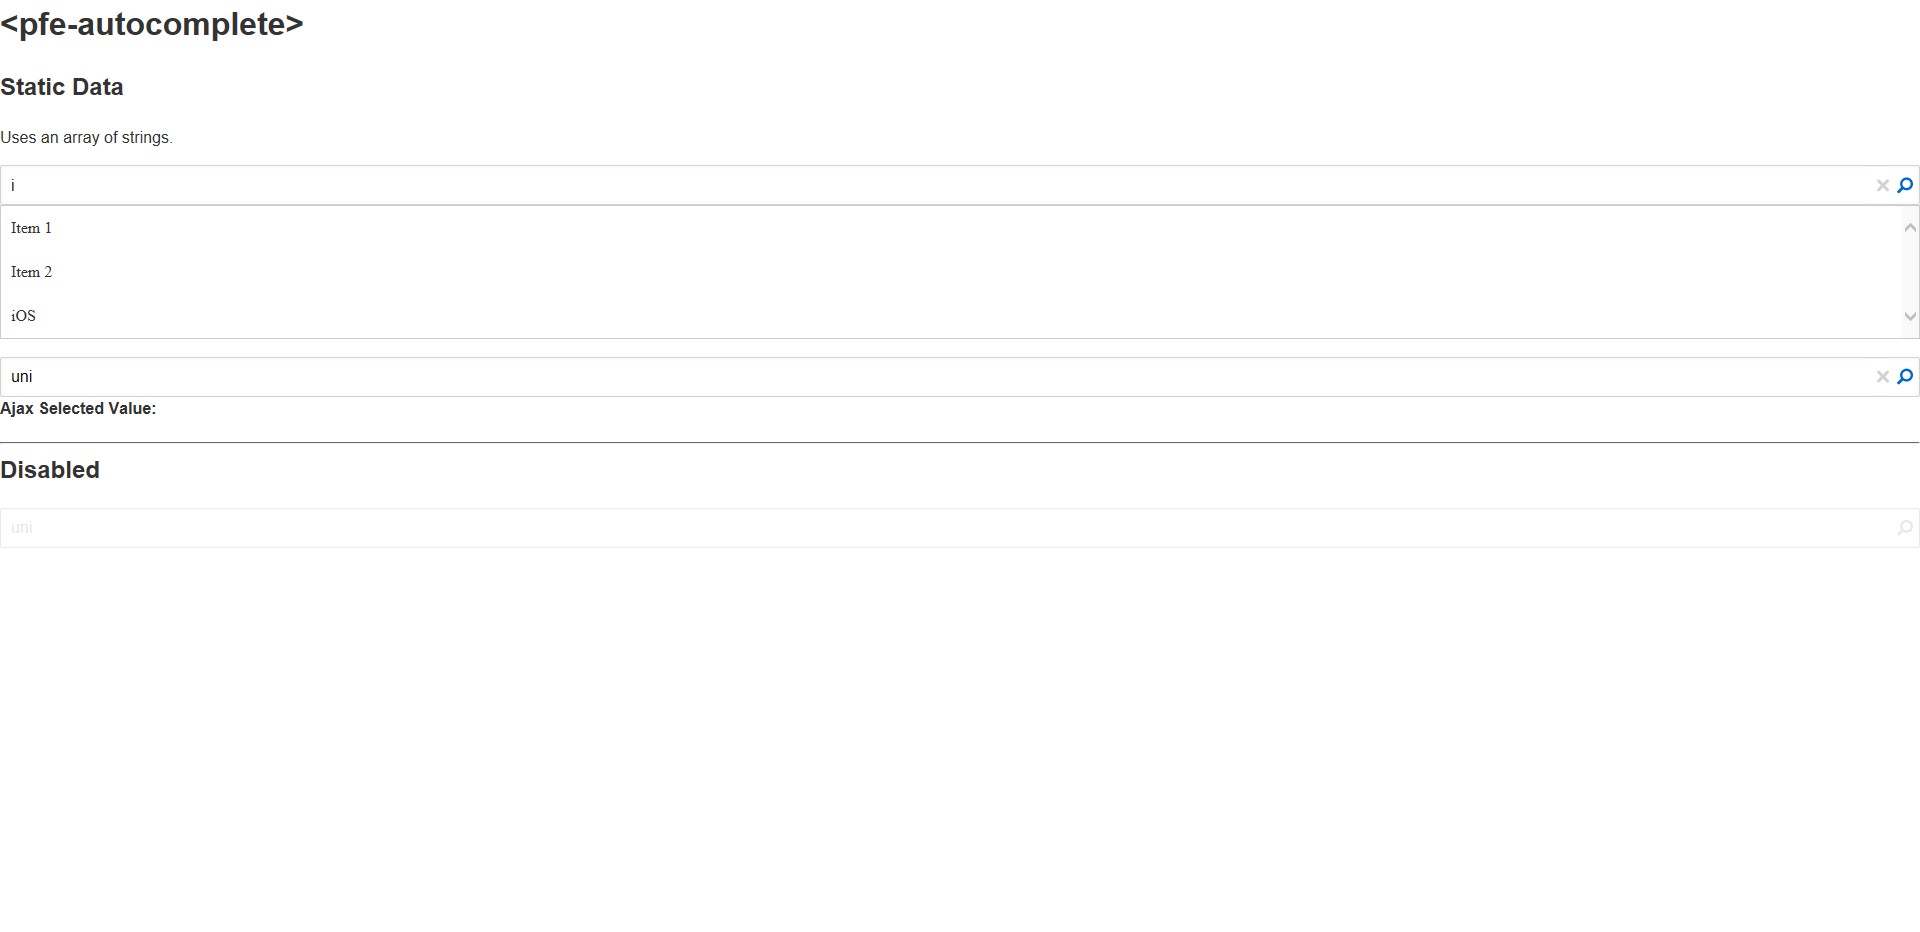 <pfe-autocomplete>
Static Data
Uses an array of strings.
i
Item 1
Item 2
iOS
uni
Ajax Selected Value:
Disabled
uni